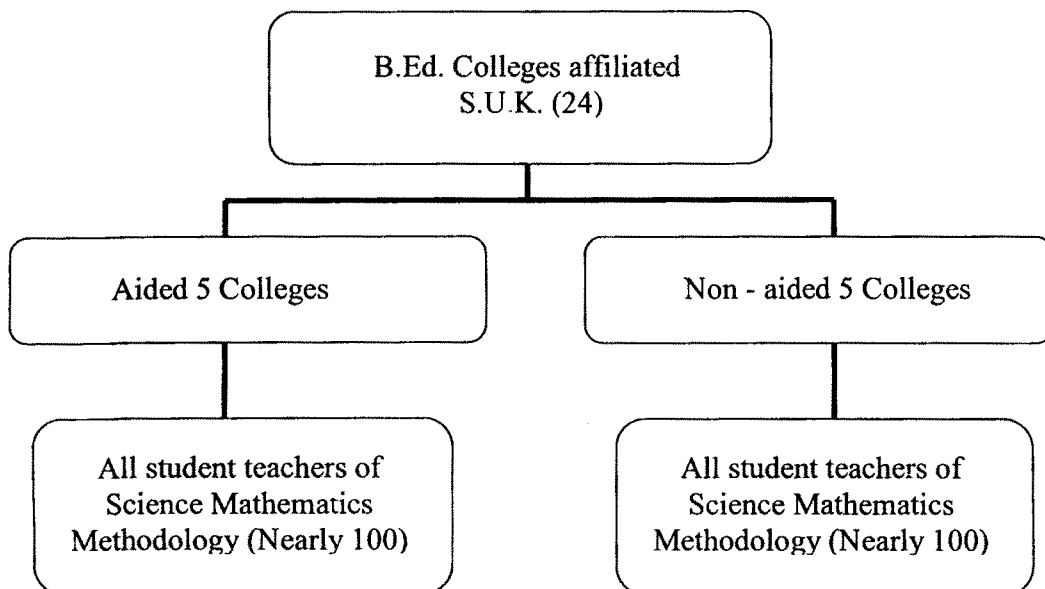 B.Ed. Colleges affiliated
S.U.K. (24)
Aided 5 Colleges
Non - aided 5 Colleges
All student teachers of
Science Mathematics
Methodology (Nearly 100)
All student teachers of
Science Mathematics
Methodology (Nearly 100)